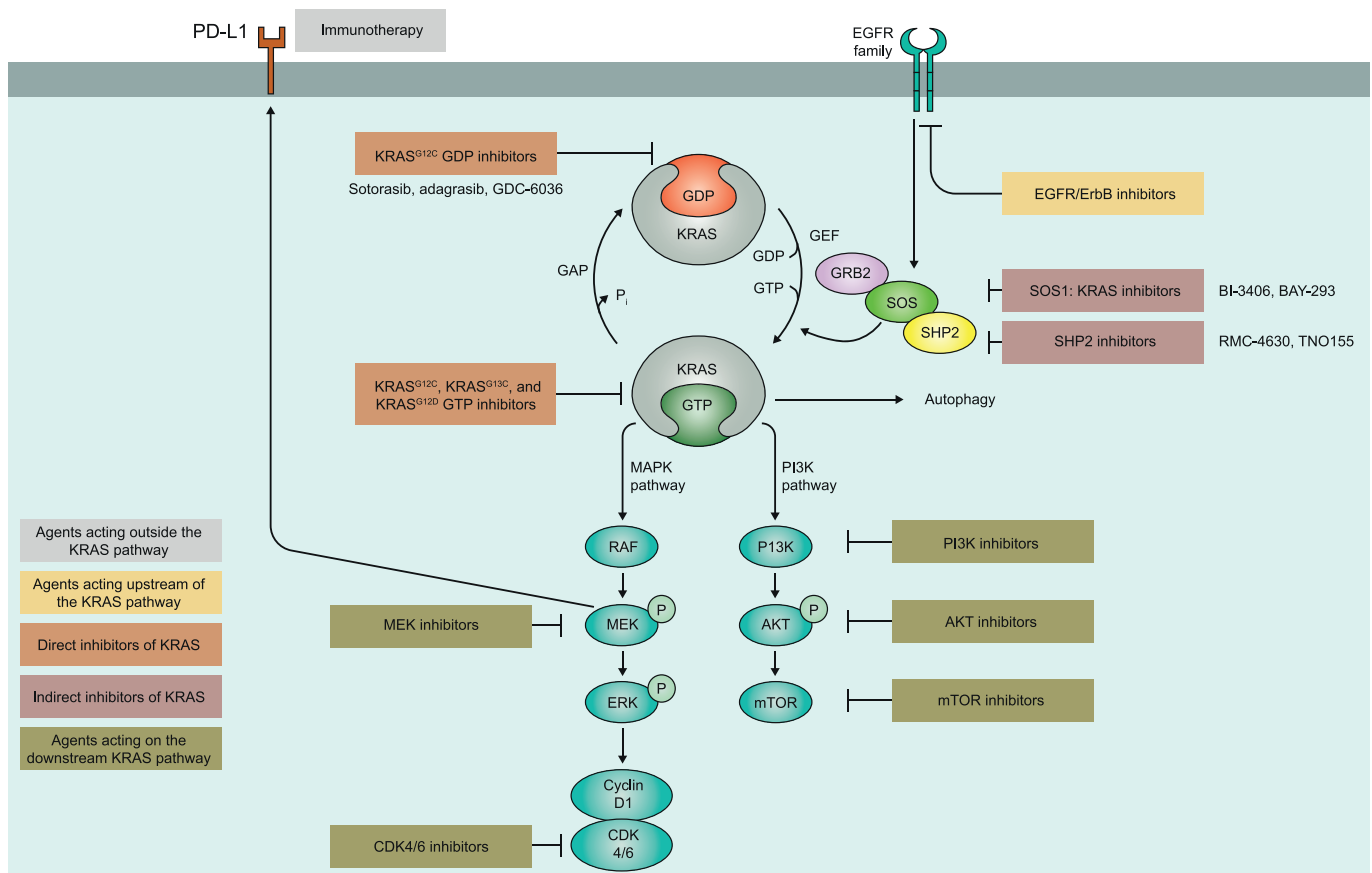 PD-L1
Immunotherapy
EGFR
family
KRASG12C GDP inhibitors
Sotorasib, adagrasib, GDC-6036
GDP
KRAS
EGFR/ErbB inhibitors
GEF
GDP
GTP
GAP
Pi
GRB2
SOS
SHP2
SOS1: KRAS inhibitors
BI-3406, BAY-293
SHP2 inhibitors
RMC-4630, TNO155
KRASG12C, KRASG13C, and
KRASG12D GTP inhibitors
KRAS
GTP
Autophagy
MAPK
pathway
PI3K
pathway
Agents acting outside the
KRAS pathway
Agents acting upstream of
the KRAS pathway
Direct inhibitors of KRAS
Indirect inhibitors of KRAS
Agents acting on the
downstream KRAS pathway
RAF
P13K
PI3K inhibitors
MEK inhibitors
MEK
P
AKT
P
AKT inhibitors
ERK
P
mTOR
mTOR inhibitors
Cyclin
D1
CDK4/6 inhibitors
CDK
4/6